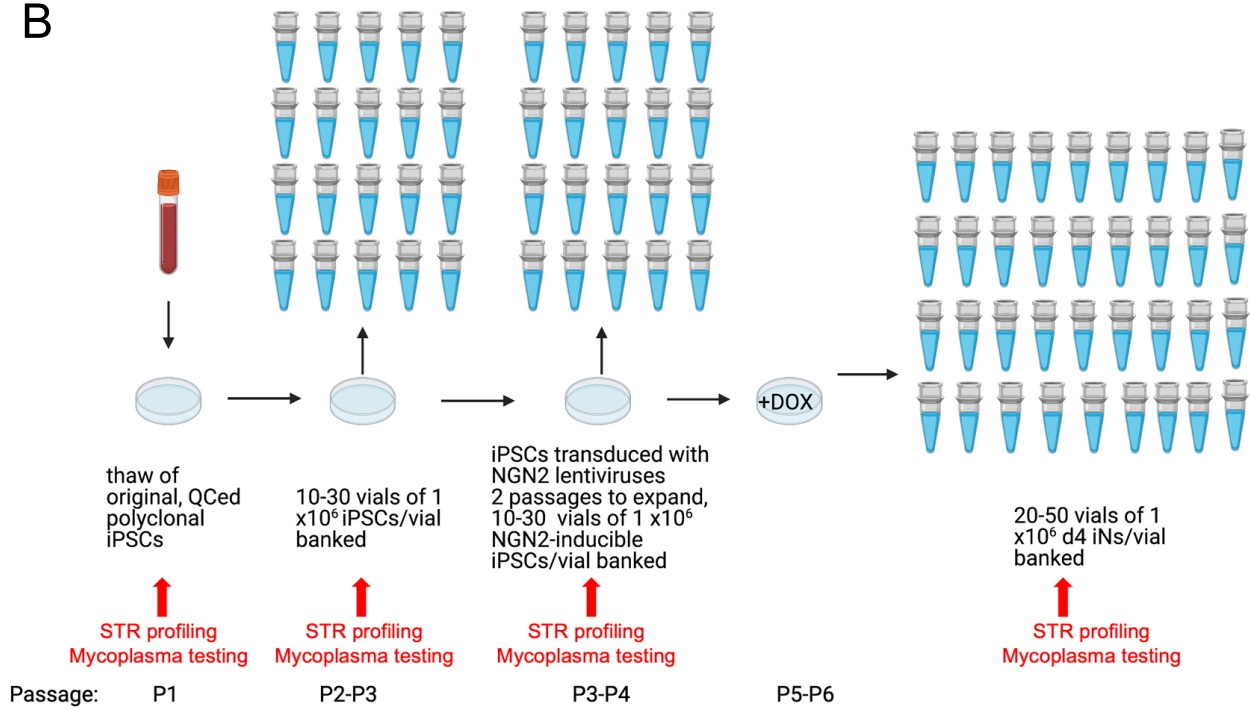 B
+DOX
thaw of
original, QCed
polyclonal
iPSCs
10-30 vials of 1
x10⁶ iPSCs/vial
banked
iPSCs transduced with
NGN2 lentiviruses
2 passages to expand,
10-30 vials of 1 x10⁶
NGN2-inducible
iPSCs/vial banked
20-50 vials of 1
x10⁶ d4 iNs/vial
banked
STR profiling
Mycoplasma testing
STR profiling
Mycoplasma testing
STR profiling
Mycoplasma testing
STR profiling
Mycoplasma testing
Passage: P1 P2-P3 P3-P4 P5-P6